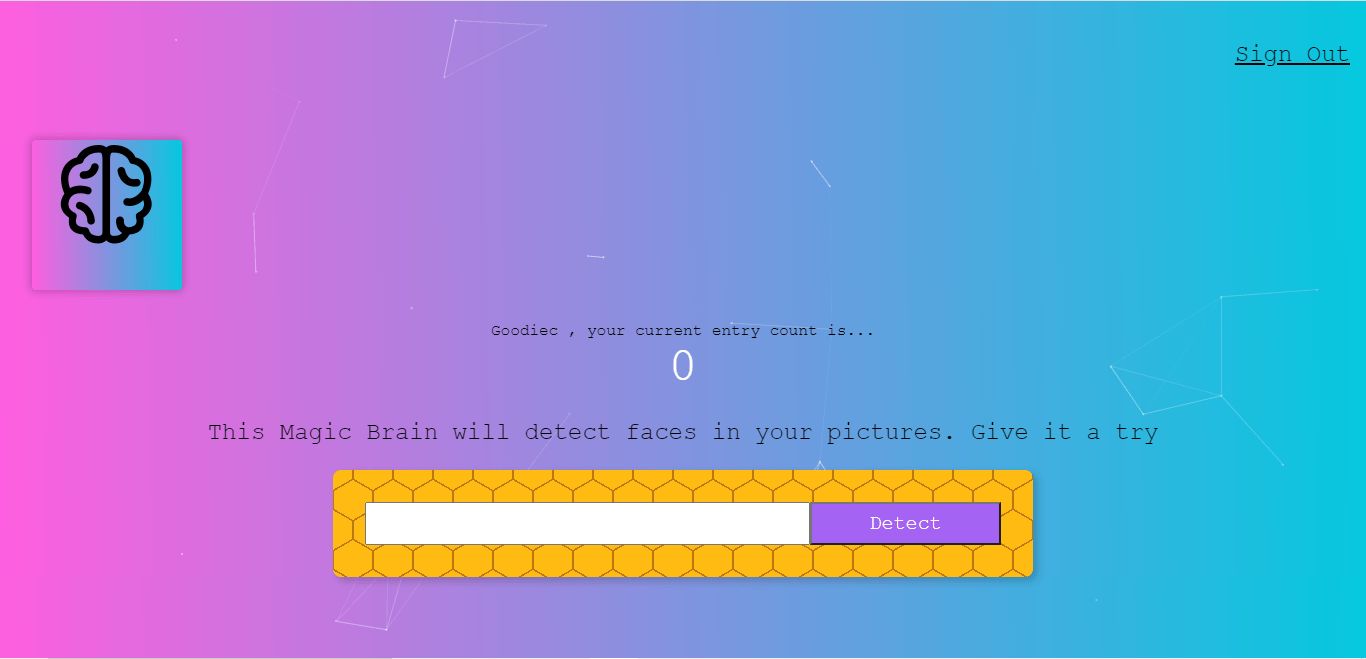 Sign Out
Goodiec , your current entry count is...
0
This Magic Brain will detect faces in your pictures. Give it a try
Detect